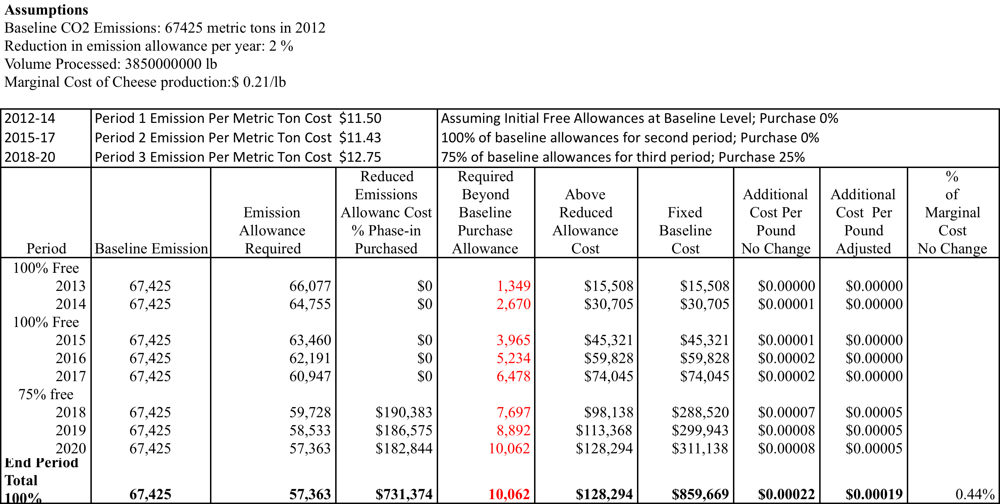 Assumptions
Baseline CO2 Emissions: 67425 metric tons in 2012
Reduction in emission allowance per year: 2 %
Volume Processed: 3850000000 lb
Marginal Cost of Cheese production:$ 0.21/lb
2012-14 Period 1 Emission Per Metric Ton Cost $11.50 Assuming Initial Free Allowances at Baseline Level; Purchase 0%
2015-17 Period 2 Emission Per Metric Ton Cost $11.43 100% of baseline allowances for second period; Purchase 0%
2018-20 Period 3 Emission Per Metric Ton Cost $12.75 75% of baseline allowances for third period; Purchase 25%
Period
Baseline Emission
Emission
Allowance
Required
Reduced
Emissions
Allowanc Cost
% Phase-in
Purchased
Required
Beyond
Baseline
Purchase
Allowance
Above
Reduced
Allowance
Cost
Fixed
Baseline
Cost
Additional
Cost Per
Pound
No Change
Additional
Cost Per
Pound
Adjusted
%
of
Marginal
Cost
No Change
100% Free
2013 67,425 66,077 $0 1,349 $15,508 $15,508 $0.00000 $0.00000
2014 67,425 64,755 $0 2,670 $30,705 $30,705 $0.00001 $0.00000
100% Free
2015 67,425 63,460 $0 3,965 $45,321 $45,321 $0.00001 $0.00000
2016 67,425 62,191 $0 5,234 $59,828 $59,828 $0.00002 $0.00000
2017 67,425 60,947 $0 6,478 $74,045 $74,045 $0.00002 $0.00000
75% free
2018 67,425 59,728 $190,383 7,697 $98,138 $288,520 $0.00007 $0.00005
2019 67,425 58,533 $186,575 8,892 $113,368 $299,943 $0.00008 $0.00005
2020 67,425 57,363 $182,844 10,062 $128,294 $311,138 $0.00008 $0.00005
End Period
Total
100% 67,425 57,363 $731,374 10,062 $128,294 $859,669 $0.00022 $0.00019 0.44%